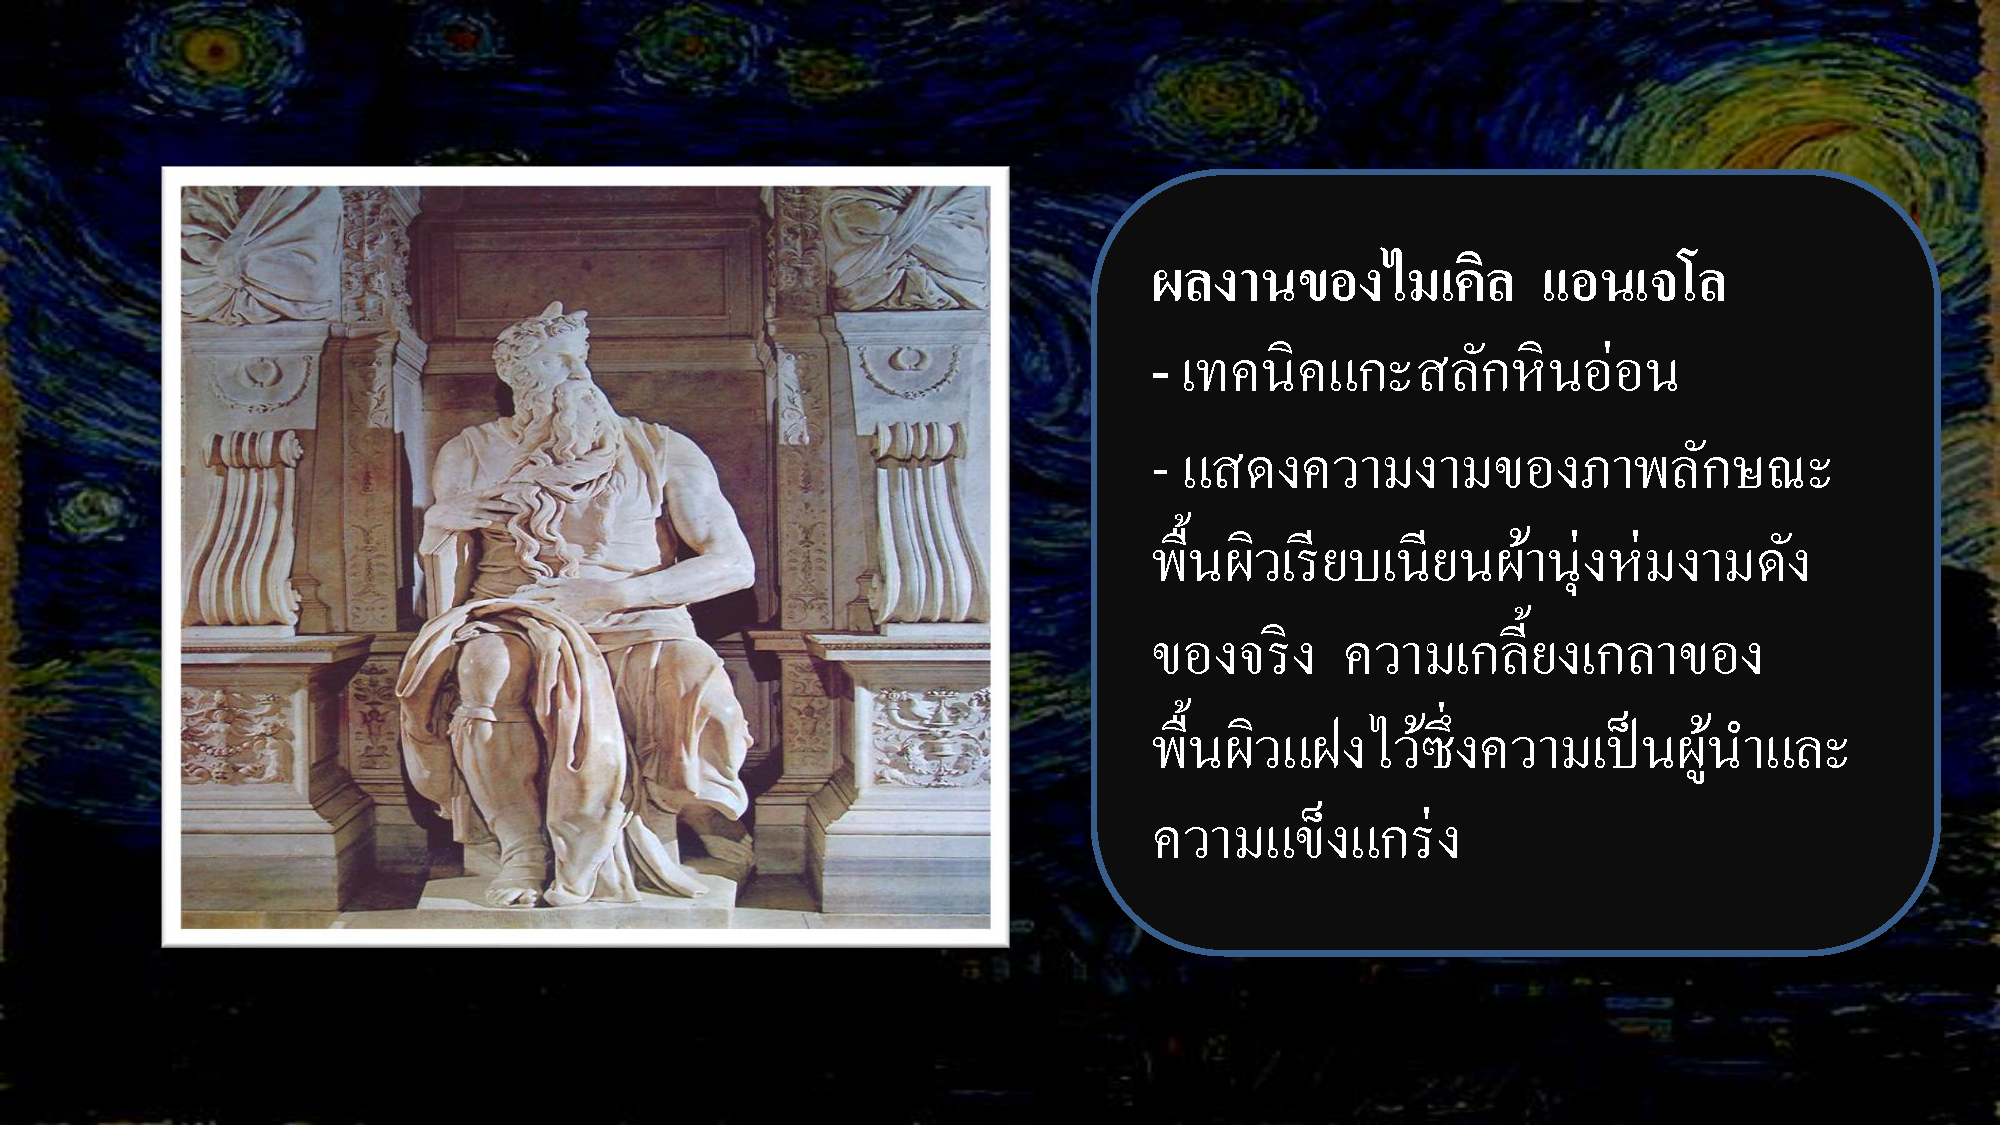 ผลงานของไมเคิล แอนเจโล
- เทคนิคแกะสลักหินอ่อน
- แสดงความงามของภาพลักษณะ
พื้นผิวเรียบเนียนผ้านุ่งห่มงามดัง
ของจริง ความเกลี้ยงเกลาของ
พื้นผิวแฝงไว้ซึ่งความเป็นผู้นำและ
ความแข็งแกร่ง